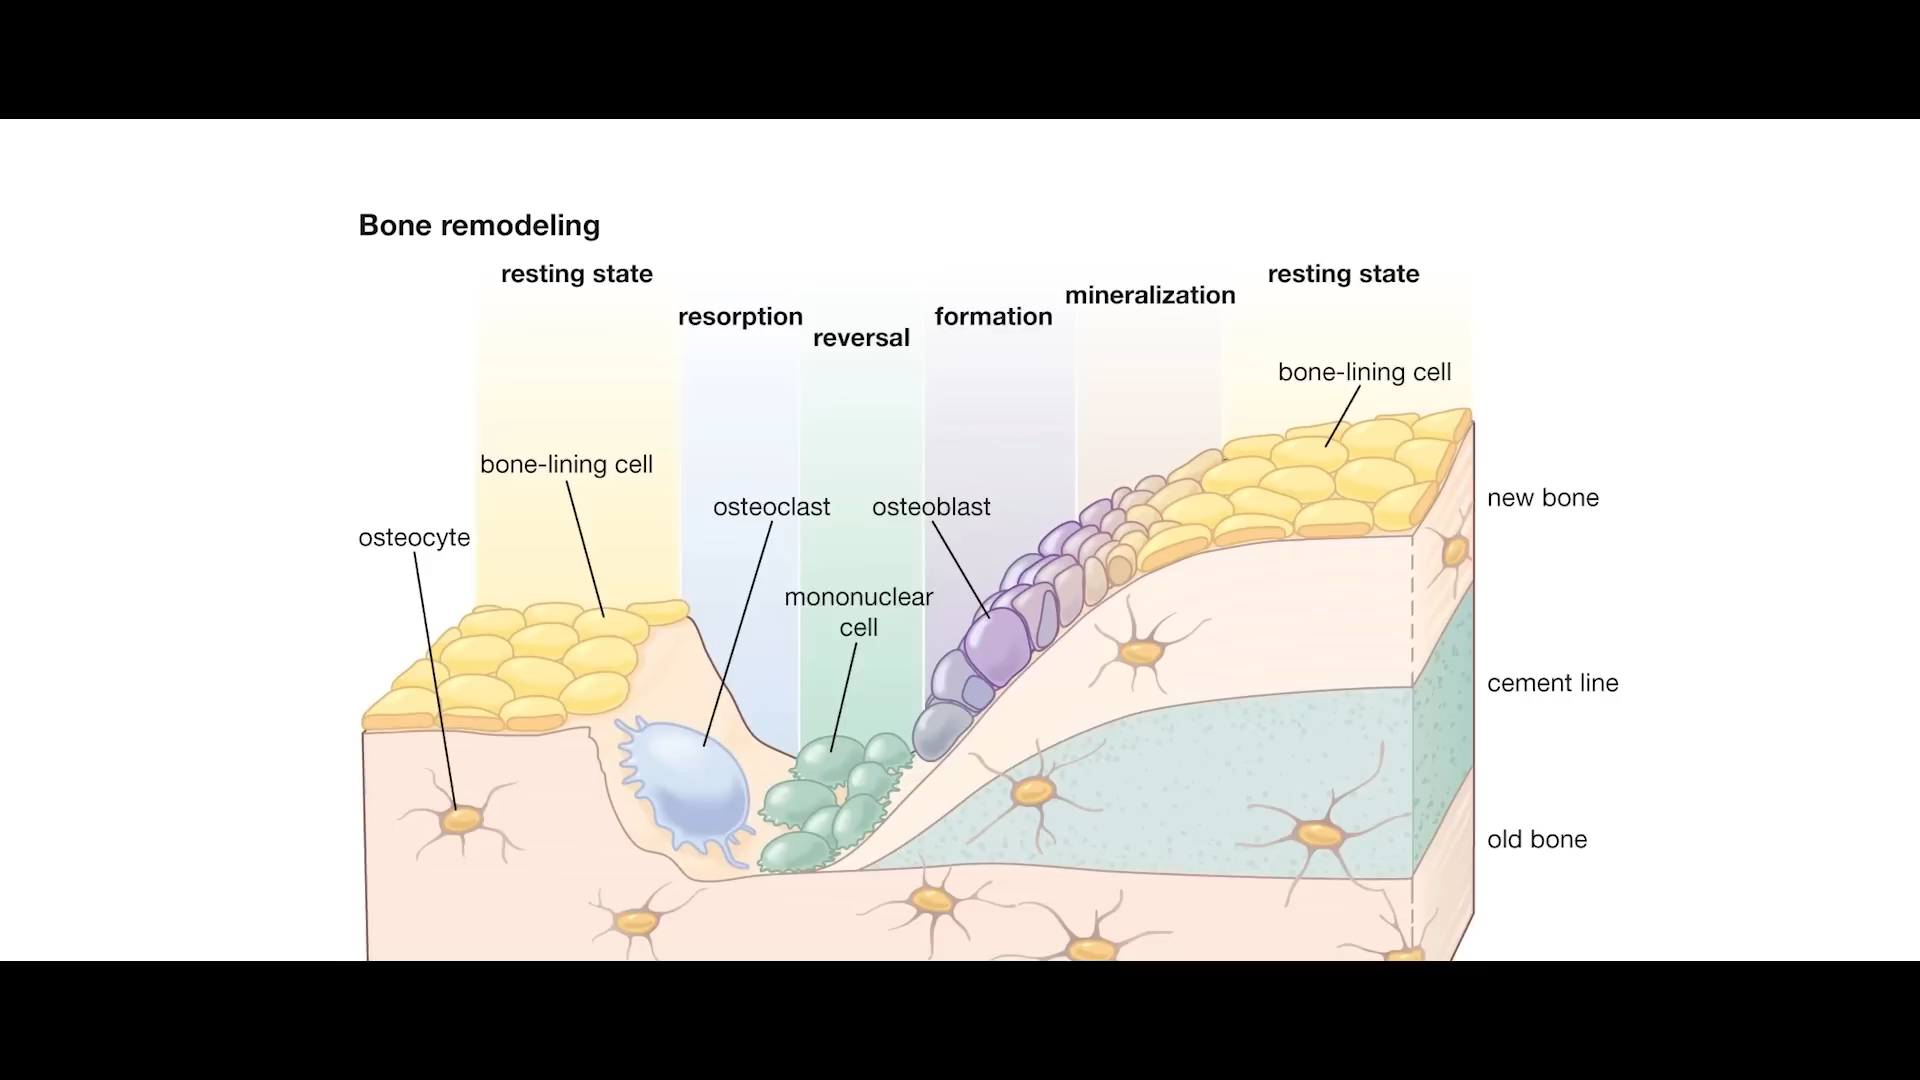 Bone remodeling
resting state
resorption
reversal
formation
mineralization
resting state
bone-lining cell
bone-lining cell
osteocyte
osteoclast
osteoblast
mononuclear
cell
new bone
cement line
old bone